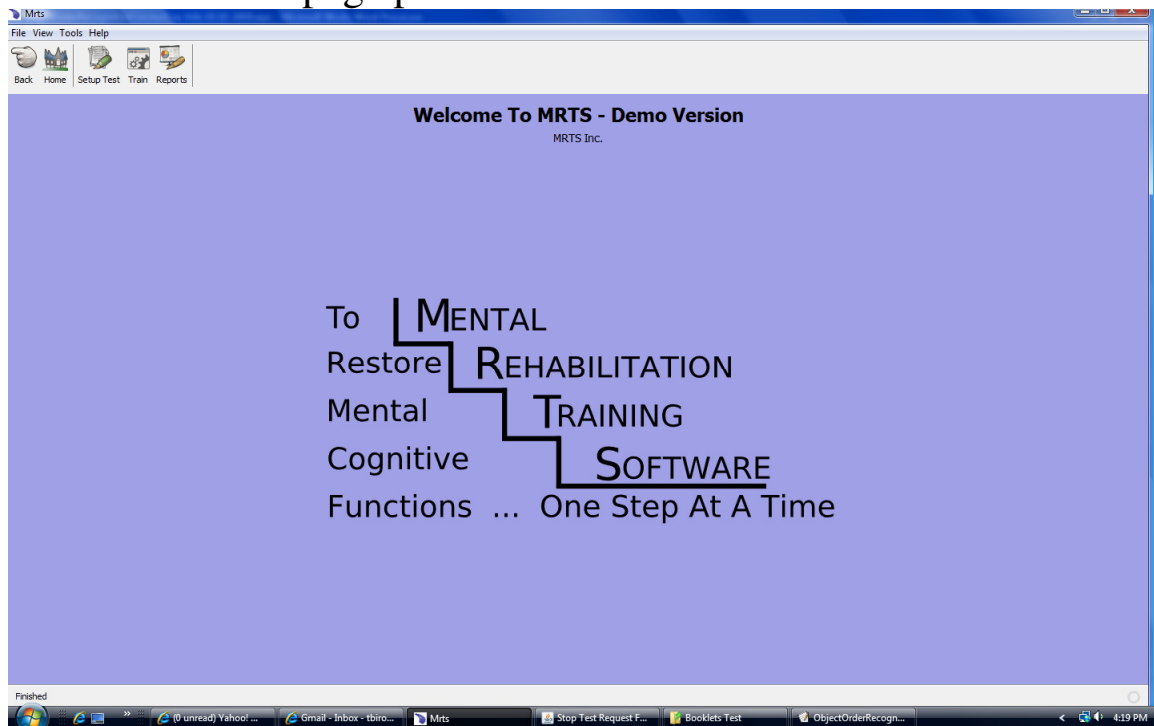 Mrts
File View Tools Help
Back Home Setup Test Train Reports
Welcome To MRTS - Demo Version
MRTS Inc.
To MENTAL
Restore REHABILITATION
Mental TRAINING
Cognitive SOFTWARE
Functions ... One Step At A Time
Finished
(0 unread) Yahoo! ... Gmail - Inbox - tbiro... Mrts Stop Test Request F... Booklets Test ObjectOrderRecogn... 4:19 PM